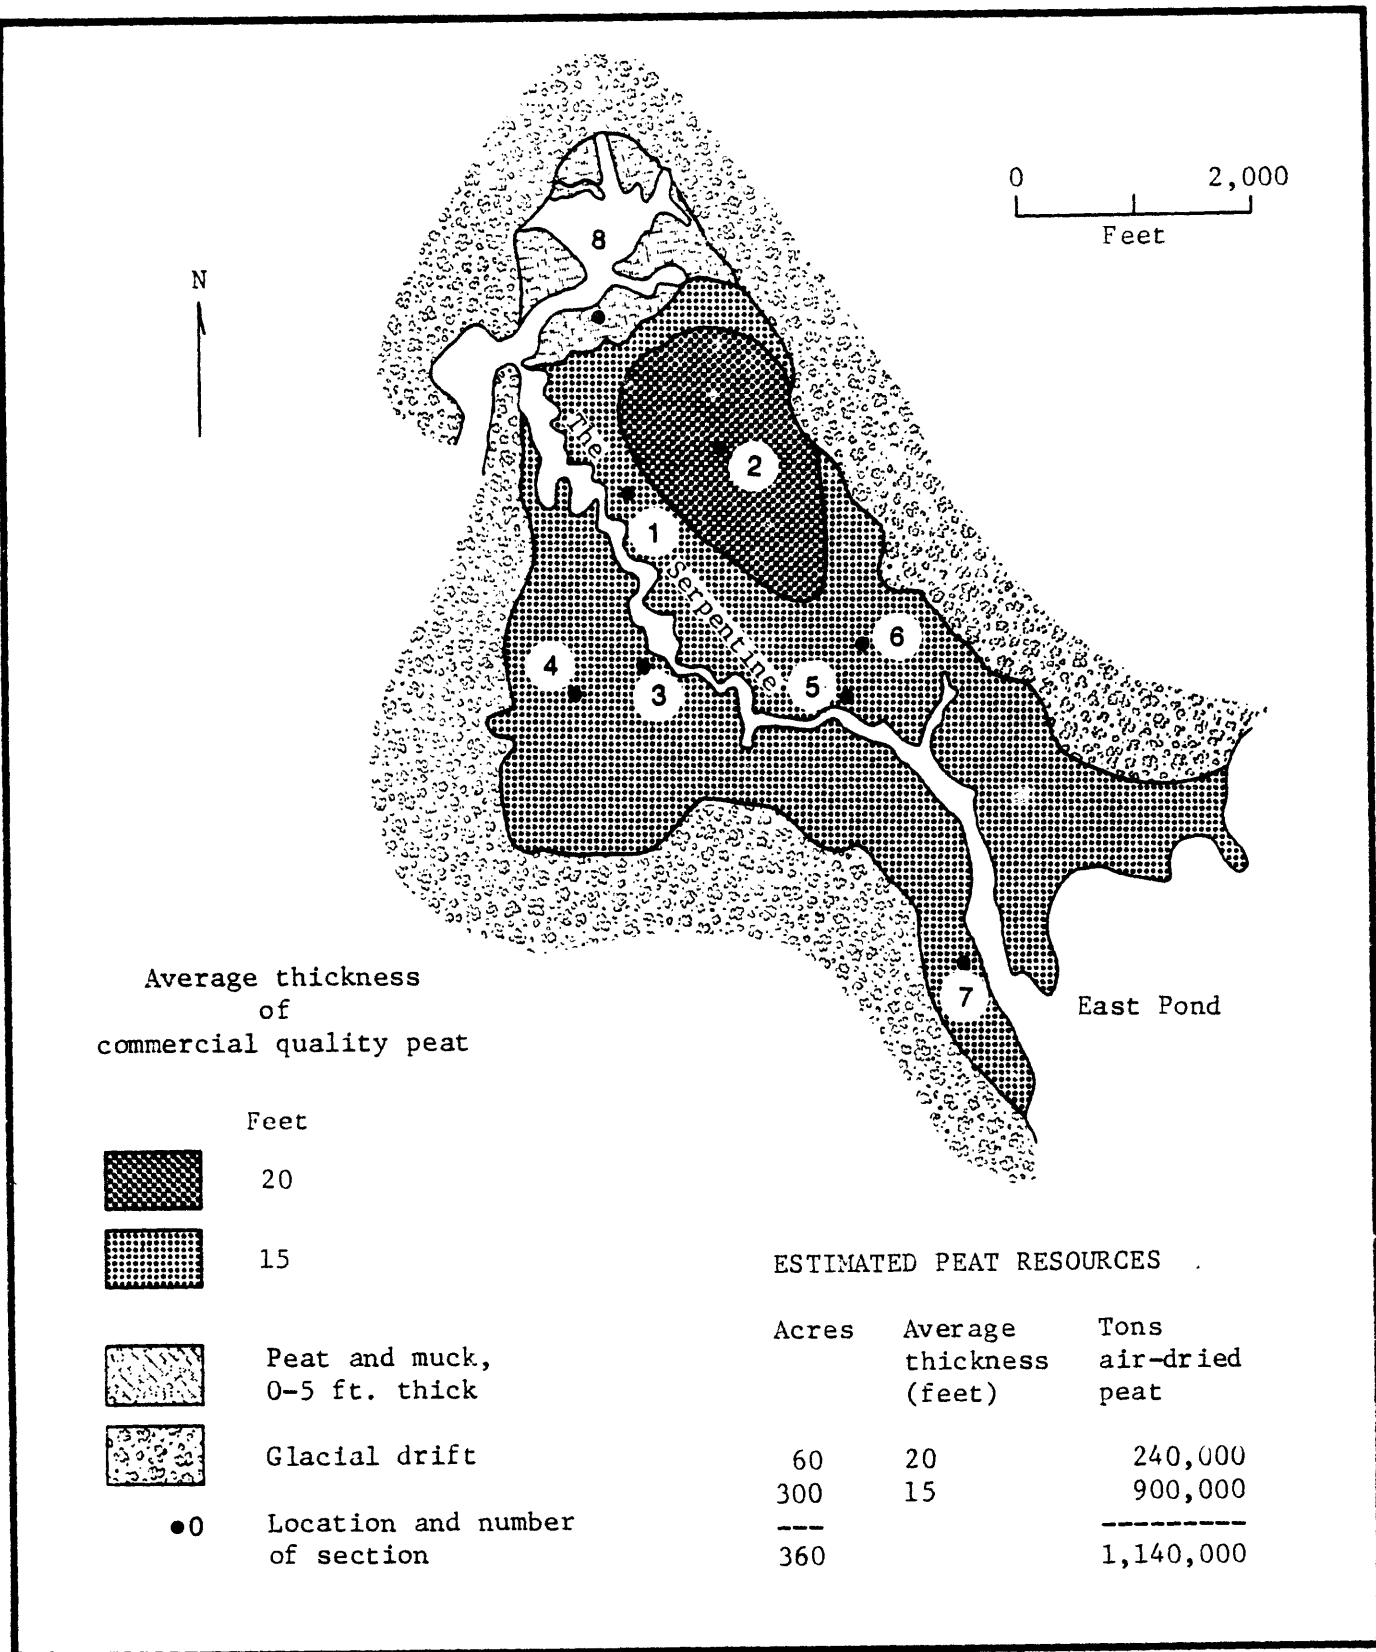 0 2,000
Feet
N
8
The
2
1
Serpentine
6
4
5
3
7
East Pond
Average thickness
of
commercial quality peat
Feet
20
15
Peat and muck,
0-5 ft. thick
Glacial drift
●0 Location and number
of section
ESTIMATED PEAT RESOURCES
Acres Average Tons
thickness air-dried
(feet) peat
60 20 240,000
300 15 900,000
--- ---------
360 1,140,000